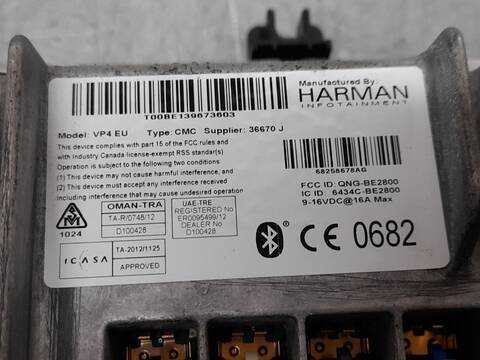 T00BE139673603
Manufactured By:
HARMAN
INFOTAINMENT
Model: VP4 EU Type: CMC Supplier: 36670 J
This device complies with part 15 of the FCC rules and
with Industry Canada license-exempt RSS standar(s)
Operation is subject to the following two conditions
(1) This device may not cause harmful interference,
and
(2) This device must accept any interference received
including interference that may cause undesired
operation
68258678AG
FCC ID: QNG-BE2800
IC ID : 6434C-BE2800
9-16VDC@16A Max
1024
OMAN-TRA
TA-R/0748/12
D100428
UAE-TRE
REGISTERED No
ER0095499/12
DEALER No
D100428
CE 0682
ICASA
TA-2012/1125
APPROVED